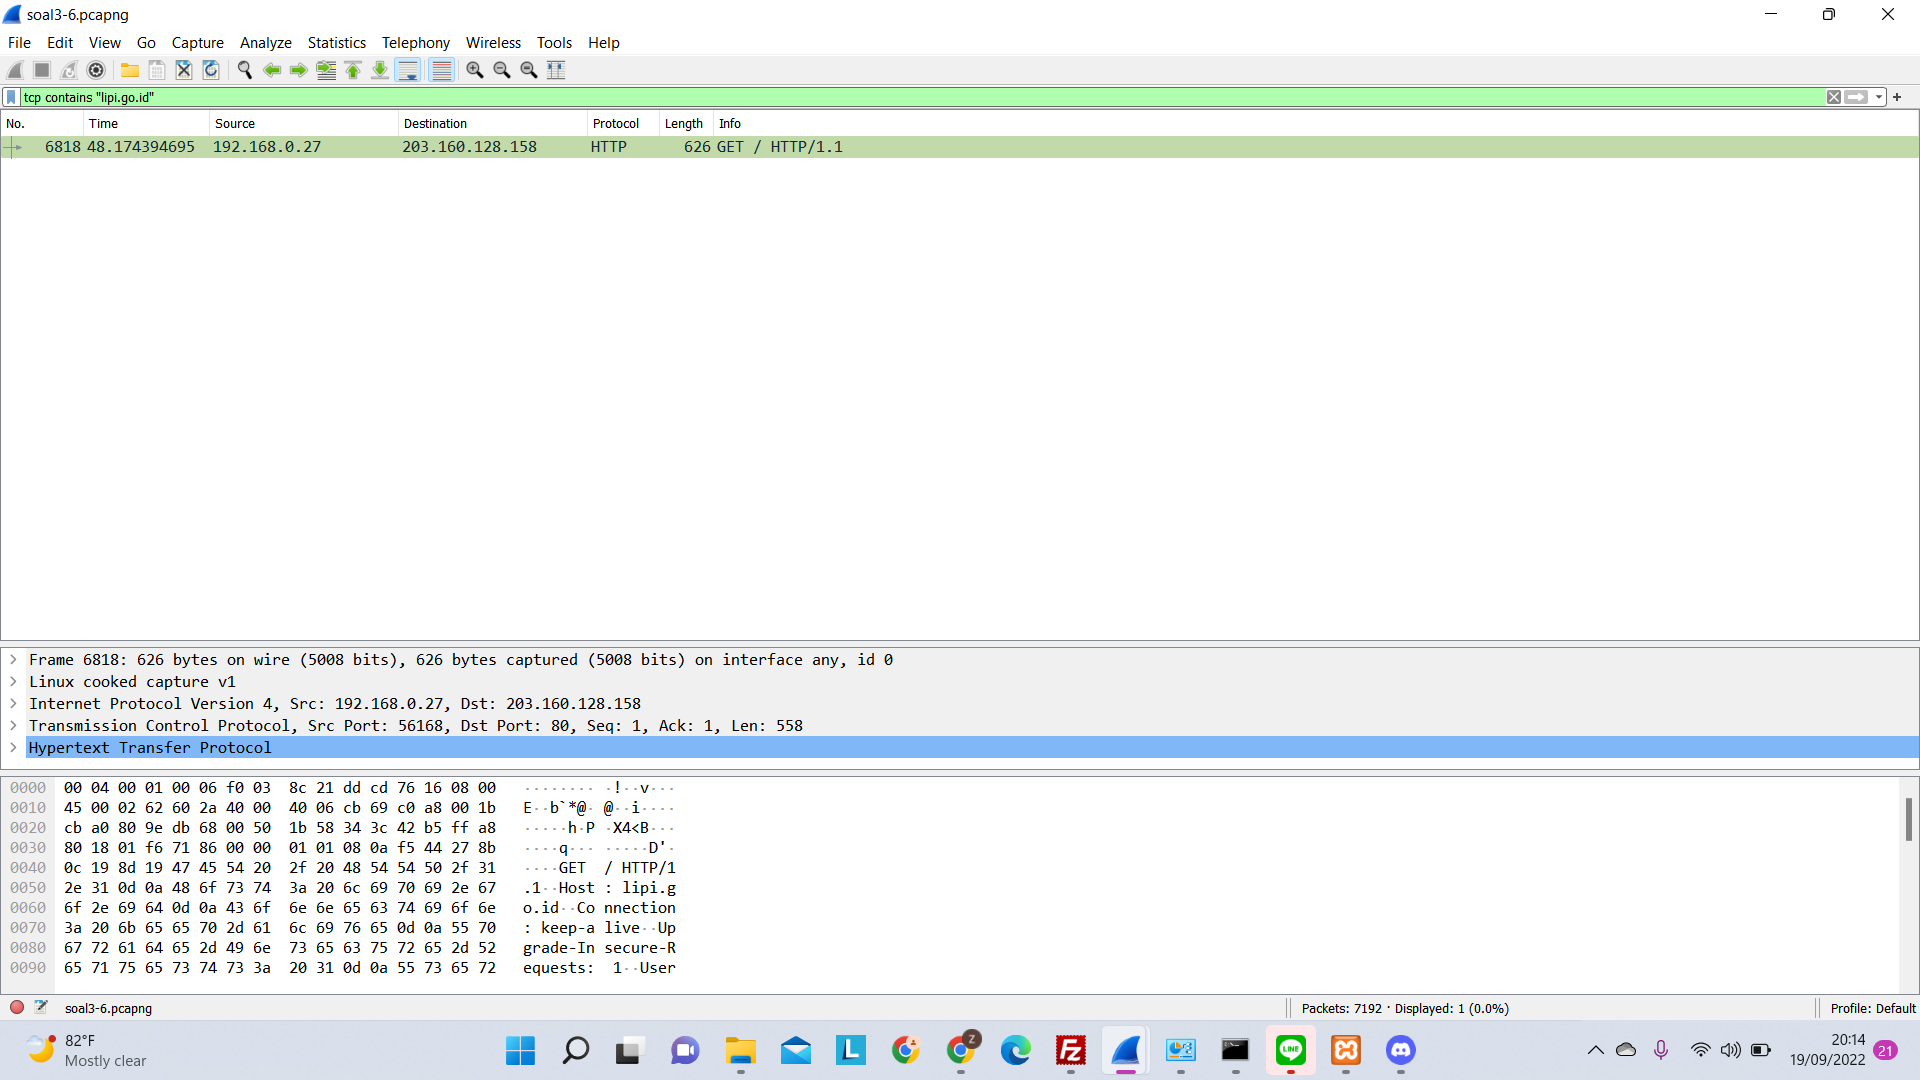 soal3-6.pcapng
File Edit View Go Capture Analyze Statistics Telephony Wireless Tools Help
tcp contains "lipi.go.id"
No. Time Source Destination Protocol Length Info
6818 48.174394695 192.168.0.27 203.160.128.158 HTTP 626 GET / HTTP/1.1
Frame 6818: 626 bytes on wire (5008 bits), 626 bytes captured (5008 bits) on interface any, id 0
Linux cooked capture v1
Internet Protocol Version 4, Src: 192.168.0.27, Dst: 203.160.128.158
Transmission Control Protocol, Src Port: 56168, Dst Port: 80, Seq: 1, Ack: 1, Len: 558
Hypertext Transfer Protocol
0000 00 04 00 01 00 06 f0 03 8c 21 dd cd 76 16 08 00 ········ ·!··v···
0010 45 00 02 62 60 2a 40 00 40 06 cb 69 c0 a8 00 1b E··b`*@· @··i····
0020 cb a0 80 9e db 68 00 50 1b 58 34 3c 42 b5 ff a8 ·····h·P ·X4<B···
0030 80 18 01 f6 71 86 00 00 01 01 08 0a f5 44 27 8b ····q··· ·····D'·
0040 0c 19 8d 19 47 45 54 20 2f 20 48 54 54 50 2f 31 ····GET / HTTP/1
0050 2e 31 0d 0a 48 6f 73 74 3a 20 6c 69 70 69 2e 67 .1··Host : lipi.g
0060 6f 2e 69 64 0d 0a 43 6f 6e 6e 65 63 74 69 6f 6e o.id··Co nnection
0070 3a 20 6b 65 65 70 2d 61 6c 69 76 65 0d 0a 55 70 : keep-a live··Up
0080 67 72 61 64 65 2d 49 6e 73 65 63 75 72 65 2d 52 grade-In secure-R
0090 65 71 75 65 73 74 73 3a 20 31 0d 0a 55 73 65 72 equests: 1··User
soal3-6.pcapng Packets: 7192 · Displayed: 1 (0.0%) Profile: Default
82°F
Mostly clear
L
Z
Fz
LINE
20:14
19/09/2022
21